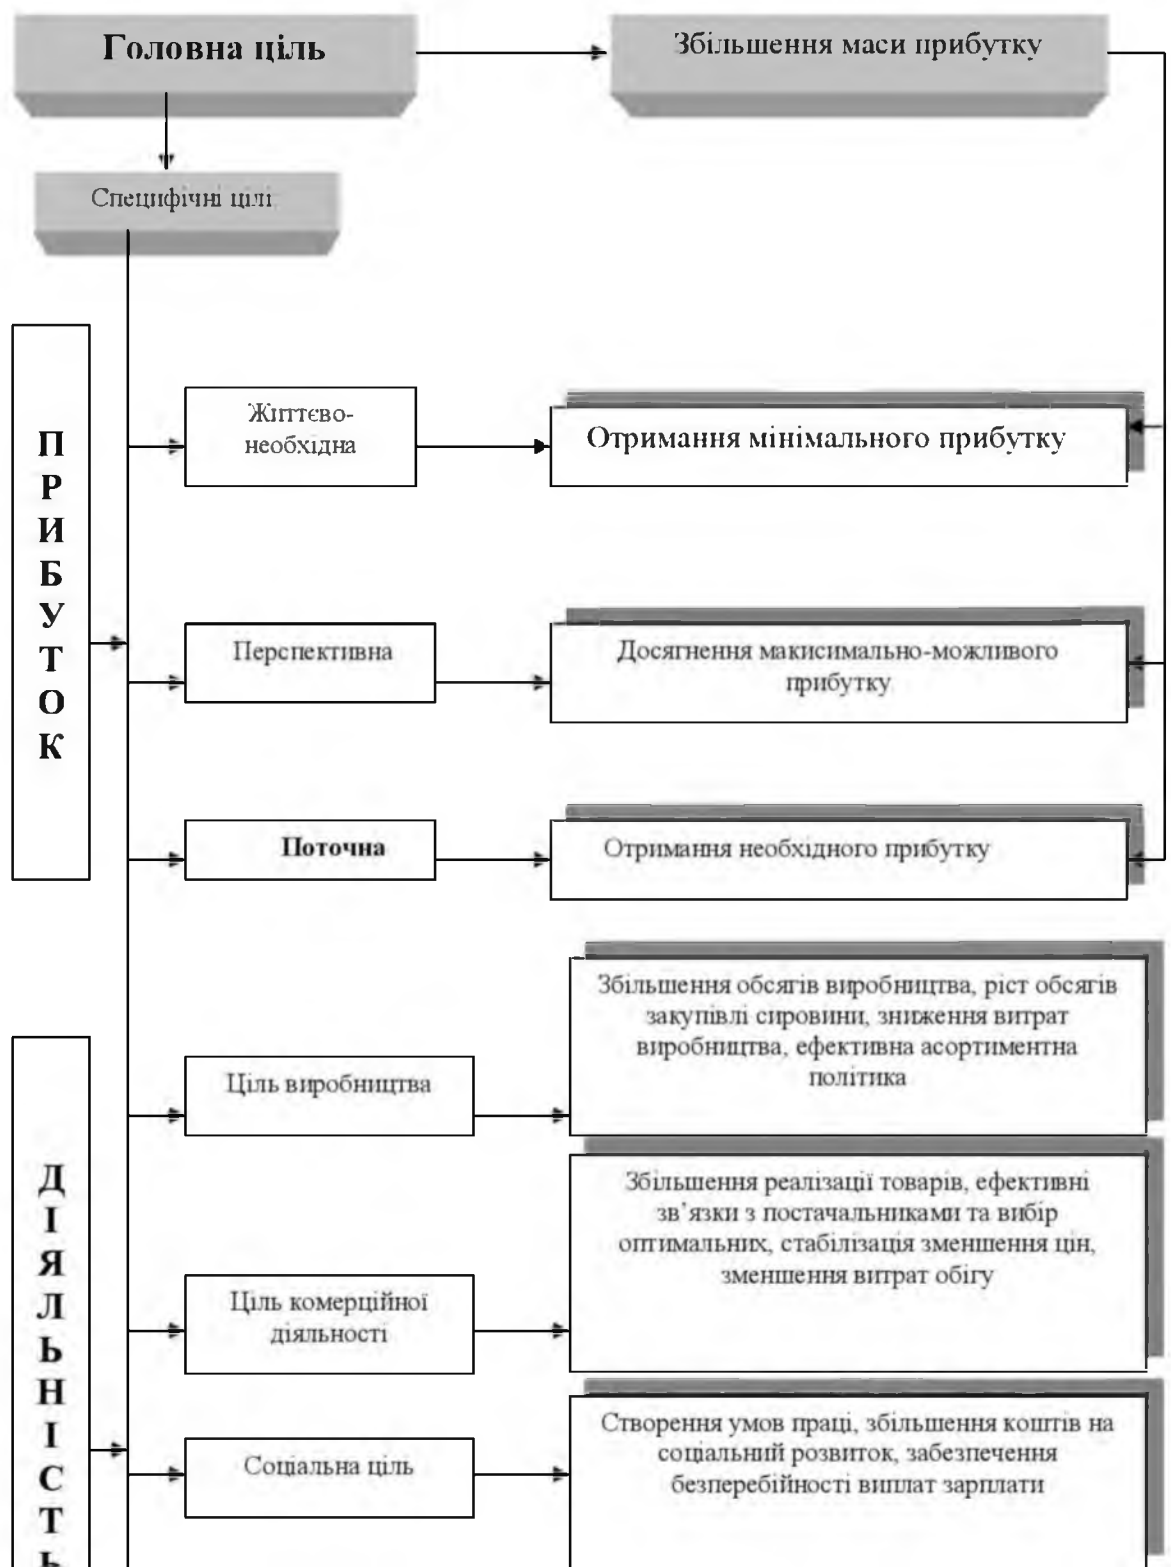 Головна ціль
Збільшення маси прибутку
Специфічні цілі
ПРИБУТОК
Життєво-
необхідна
Отримання мінімального прибутку
Перспективна
Досягнення макисимально-можливого
прибутку
Поточна
Отримання необхідного прибутку
ДІЯЛЬНІСТЬ
Ціль виробництва
Збільшення обсягів виробництва, ріст обсягів
закупівлі сировини, зниження витрат
виробництва, ефективна асортиментна
політика
Ціль комерційної
діяльності
Збільшення реалізації товарів, ефективні
зв’язки з постачальниками та вибір
оптимальних, стабілізація зменшення цін,
зменшення витрат обігу
Соціальна ціль
Створення умов праці, збільшення коштів на
соціальний розвиток, забезпечення
безперебійності виплат зарплати